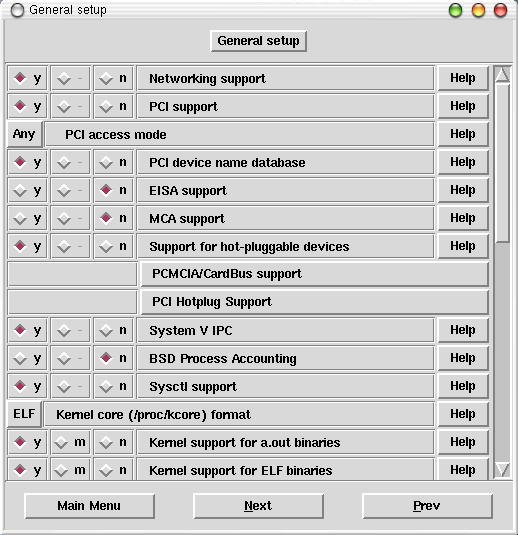 General setup
General setup
y - n Networking support Help
y - n PCI support Help
Any PCI access mode Help
y - n PCI device name database Help
y - n EISA support Help
y - n MCA support Help
y - n Support for hot-pluggable devices Help
PCMCIA/CardBus support
PCI Hotplug Support
y - n System V IPC Help
y - n BSD Process Accounting Help
y - n Sysctl support Help
ELF Kernel core (/proc/kcore) format Help
y m n Kernel support for a.out binaries Help
y m n Kernel support for ELF binaries Help
Main Menu Next Prev